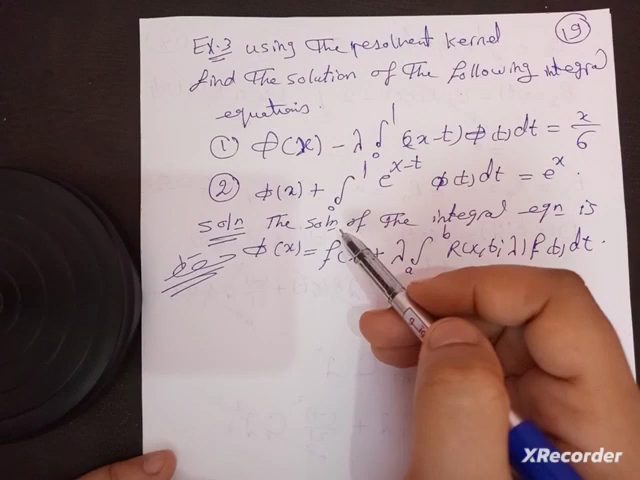 19
Ex.3 using The resolvent kernel
find The solution of The following integral
equations.
① ϕ(x) − λ ∫₀¹ (x−t) ϕ(t) dt = x/6
② ϕ(x) + ∫₀¹ e^{x−t} ϕ(t) dt = e^x .
Soln The soln of The integral eqn is
ϕ(x) = f(x) + λ ∫ₐᵇ R(x,t;λ) f(t) dt .
XRecorder